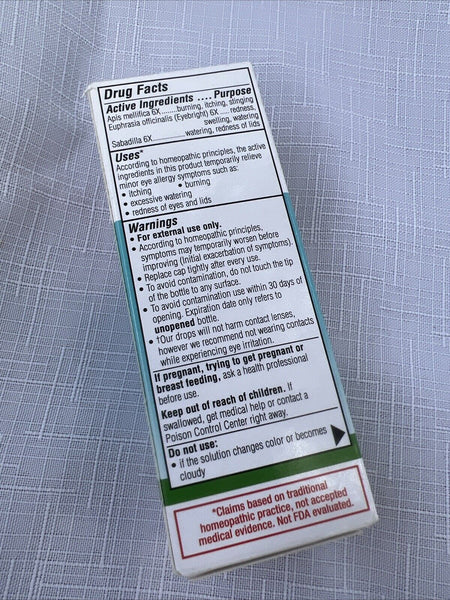 Drug Facts
Active Ingredients .... Purpose
Apis mellifica 6X ........burning, itching, stinging
Euphrasia officinalis (Eyebright) 6X .... redness,
swelling, watering
Sabadilla 6X....................watering, redness of lids
Uses*
According to homeopathic principles, the active
ingredients in this product temporarily relieve
minor eye allergy symptoms such as:
• itching • burning
• excessive watering
• redness of eyes and lids
Warnings
• For external use only.
• According to homeopathic principles,
symptoms may temporarily worsen before
improving (Initial exacerbation of symptoms).
• Replace cap tightly after every use.
• To avoid contamination, do not touch the tip
of the bottle to any surface.
• To avoid contamination use within 30 days of
opening. Expiration date only refers to
unopened bottle.
• †Our drops will not harm contact lenses,
however we recommend not wearing contacts
while experiencing eye irritation.
If pregnant, trying to get pregnant or
breast feeding, ask a health professional
before use.
Keep out of reach of children. If
swallowed, get medical help or contact a
Poison Control Center right away.
Do not use:
• if the solution changes color or becomes
cloudy
*Claims based on traditional
homeopathic practice, not accepted
medical evidence. Not FDA evaluated.